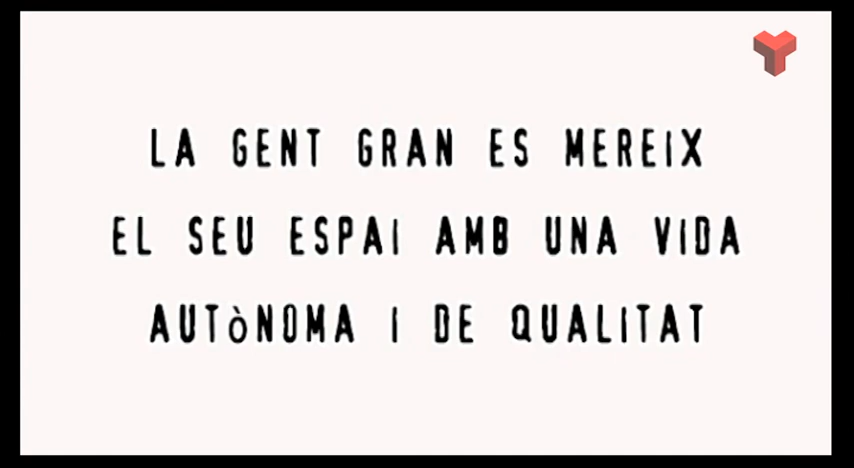 LA GENT GRAN ES MEREIX
EL SEU ESPAI AMB UNA VIDA
AUTòNOMA I DE QUALITAT